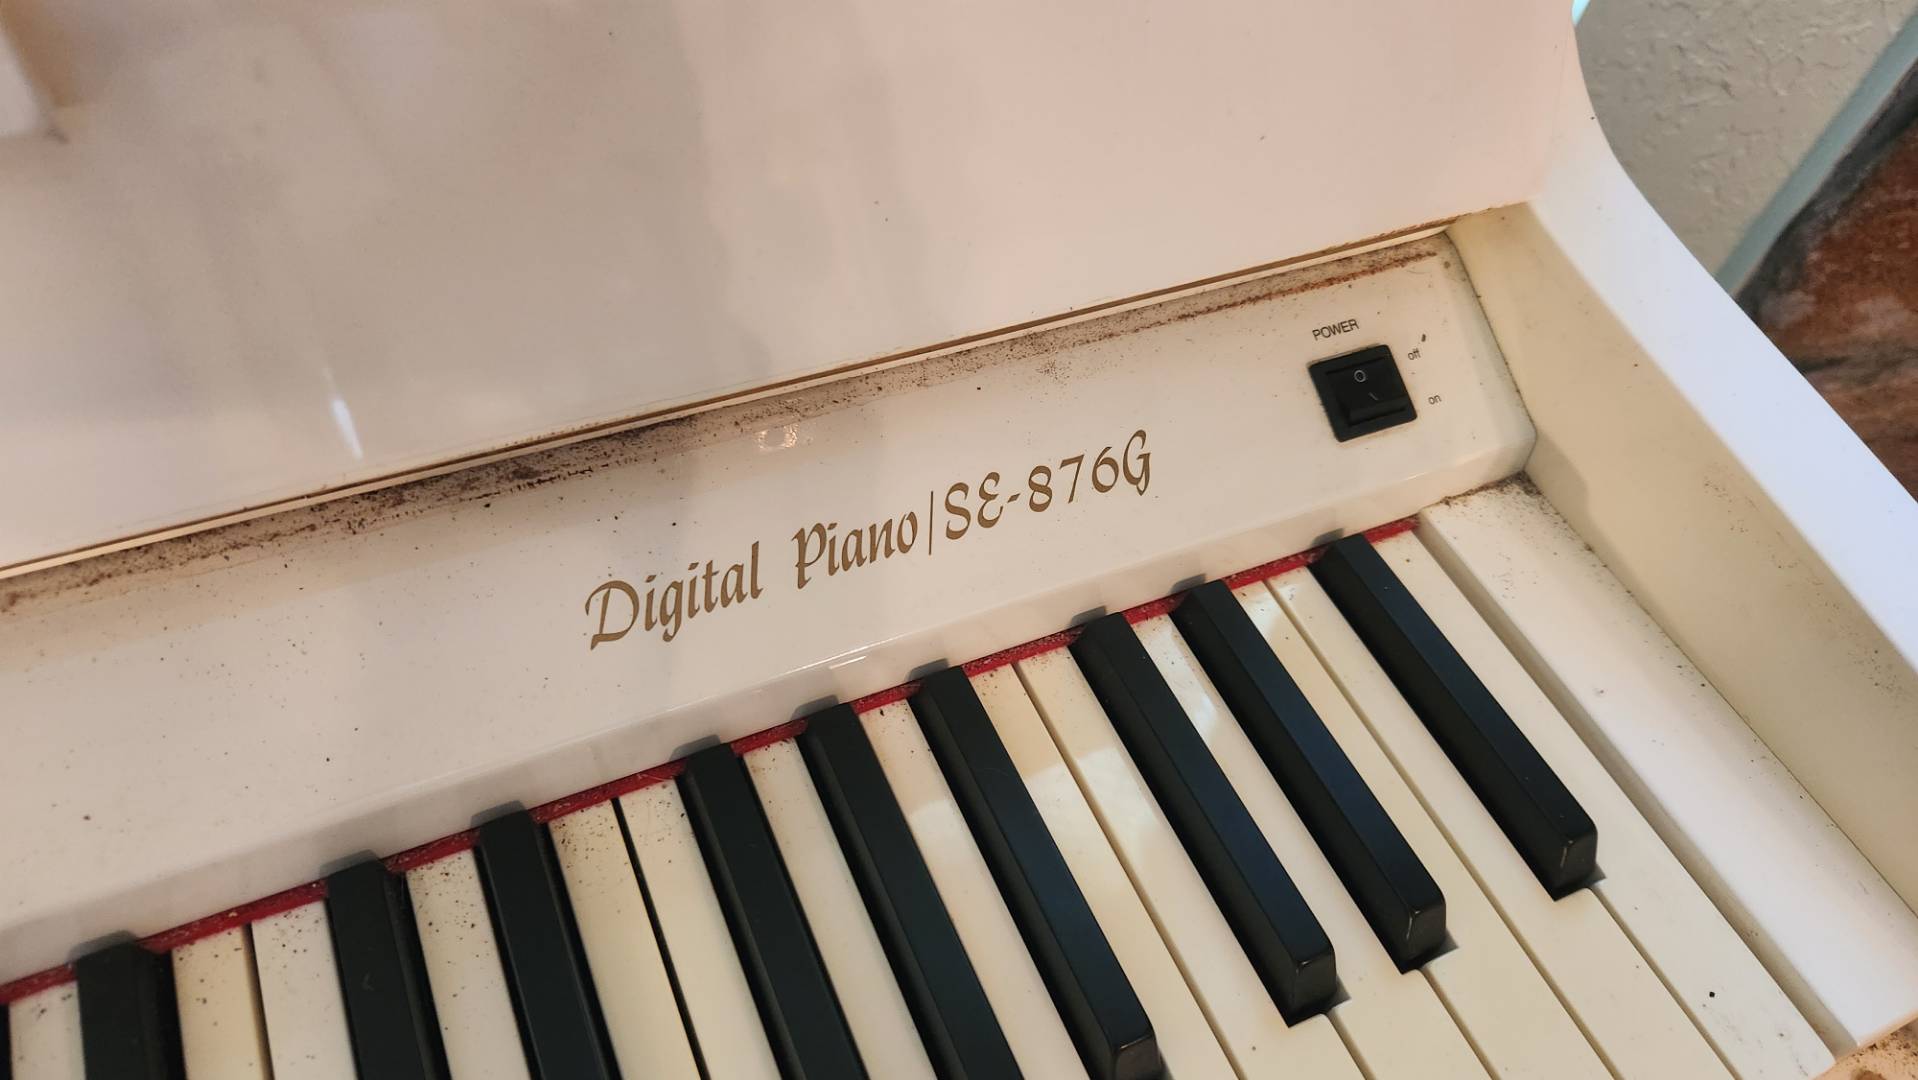 POWER
off
O
on
Digital Piano|SE-876G